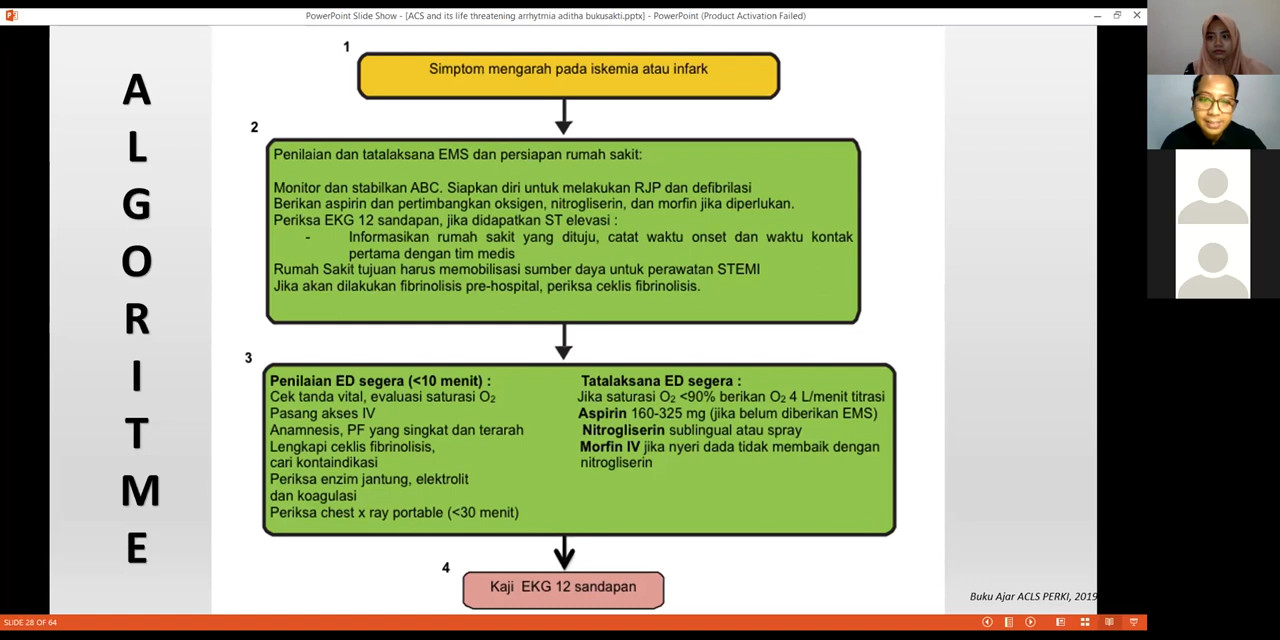 PowerPoint Slide Show - [ACS and its life threatening arrhytmia aditha bukusakti.pptx] - PowerPoint (Product Activation Failed)
ALGORITME
1
Simptom mengarah pada iskemia atau infark
2
Penilaian dan tatalaksana EMS dan persiapan rumah sakit:
Monitor dan stabilkan ABC. Siapkan diri untuk melakukan RJP dan defibrilasi
Berikan aspirin dan pertimbangkan oksigen, nitrogliserin, dan morfin jika diperlukan.
Periksa EKG 12 sandapan, jika didapatkan ST elevasi :
- Informasikan rumah sakit yang dituju, catat waktu onset dan waktu kontak
pertama dengan tim medis
Rumah Sakit tujuan harus memobilisasi sumber daya untuk perawatan STEMI
Jika akan dilakukan fibrinolisis pre-hospital, periksa ceklis fibrinolisis.
3
Penilaian ED segera (<10 menit) :
Cek tanda vital, evaluasi saturasi O₂
Pasang akses IV
Anamnesis, PF yang singkat dan terarah
Lengkapi ceklis fibrinolisis,
cari kontaindikasi
Periksa enzim jantung, elektrolit
dan koagulasi
Periksa chest x ray portable (<30 menit)
Tatalaksana ED segera :
Jika saturasi O₂ <90% berikan O₂ 4 L/menit titrasi
Aspirin 160-325 mg (jika belum diberikan EMS)
Nitrogliserin sublingual atau spray
Morfin IV jika nyeri dada tidak membaik dengan
nitrogliserin
4
Kaji EKG 12 sandapan
Buku Ajar ACLS PERKI, 2019
SLIDE 28 OF 64